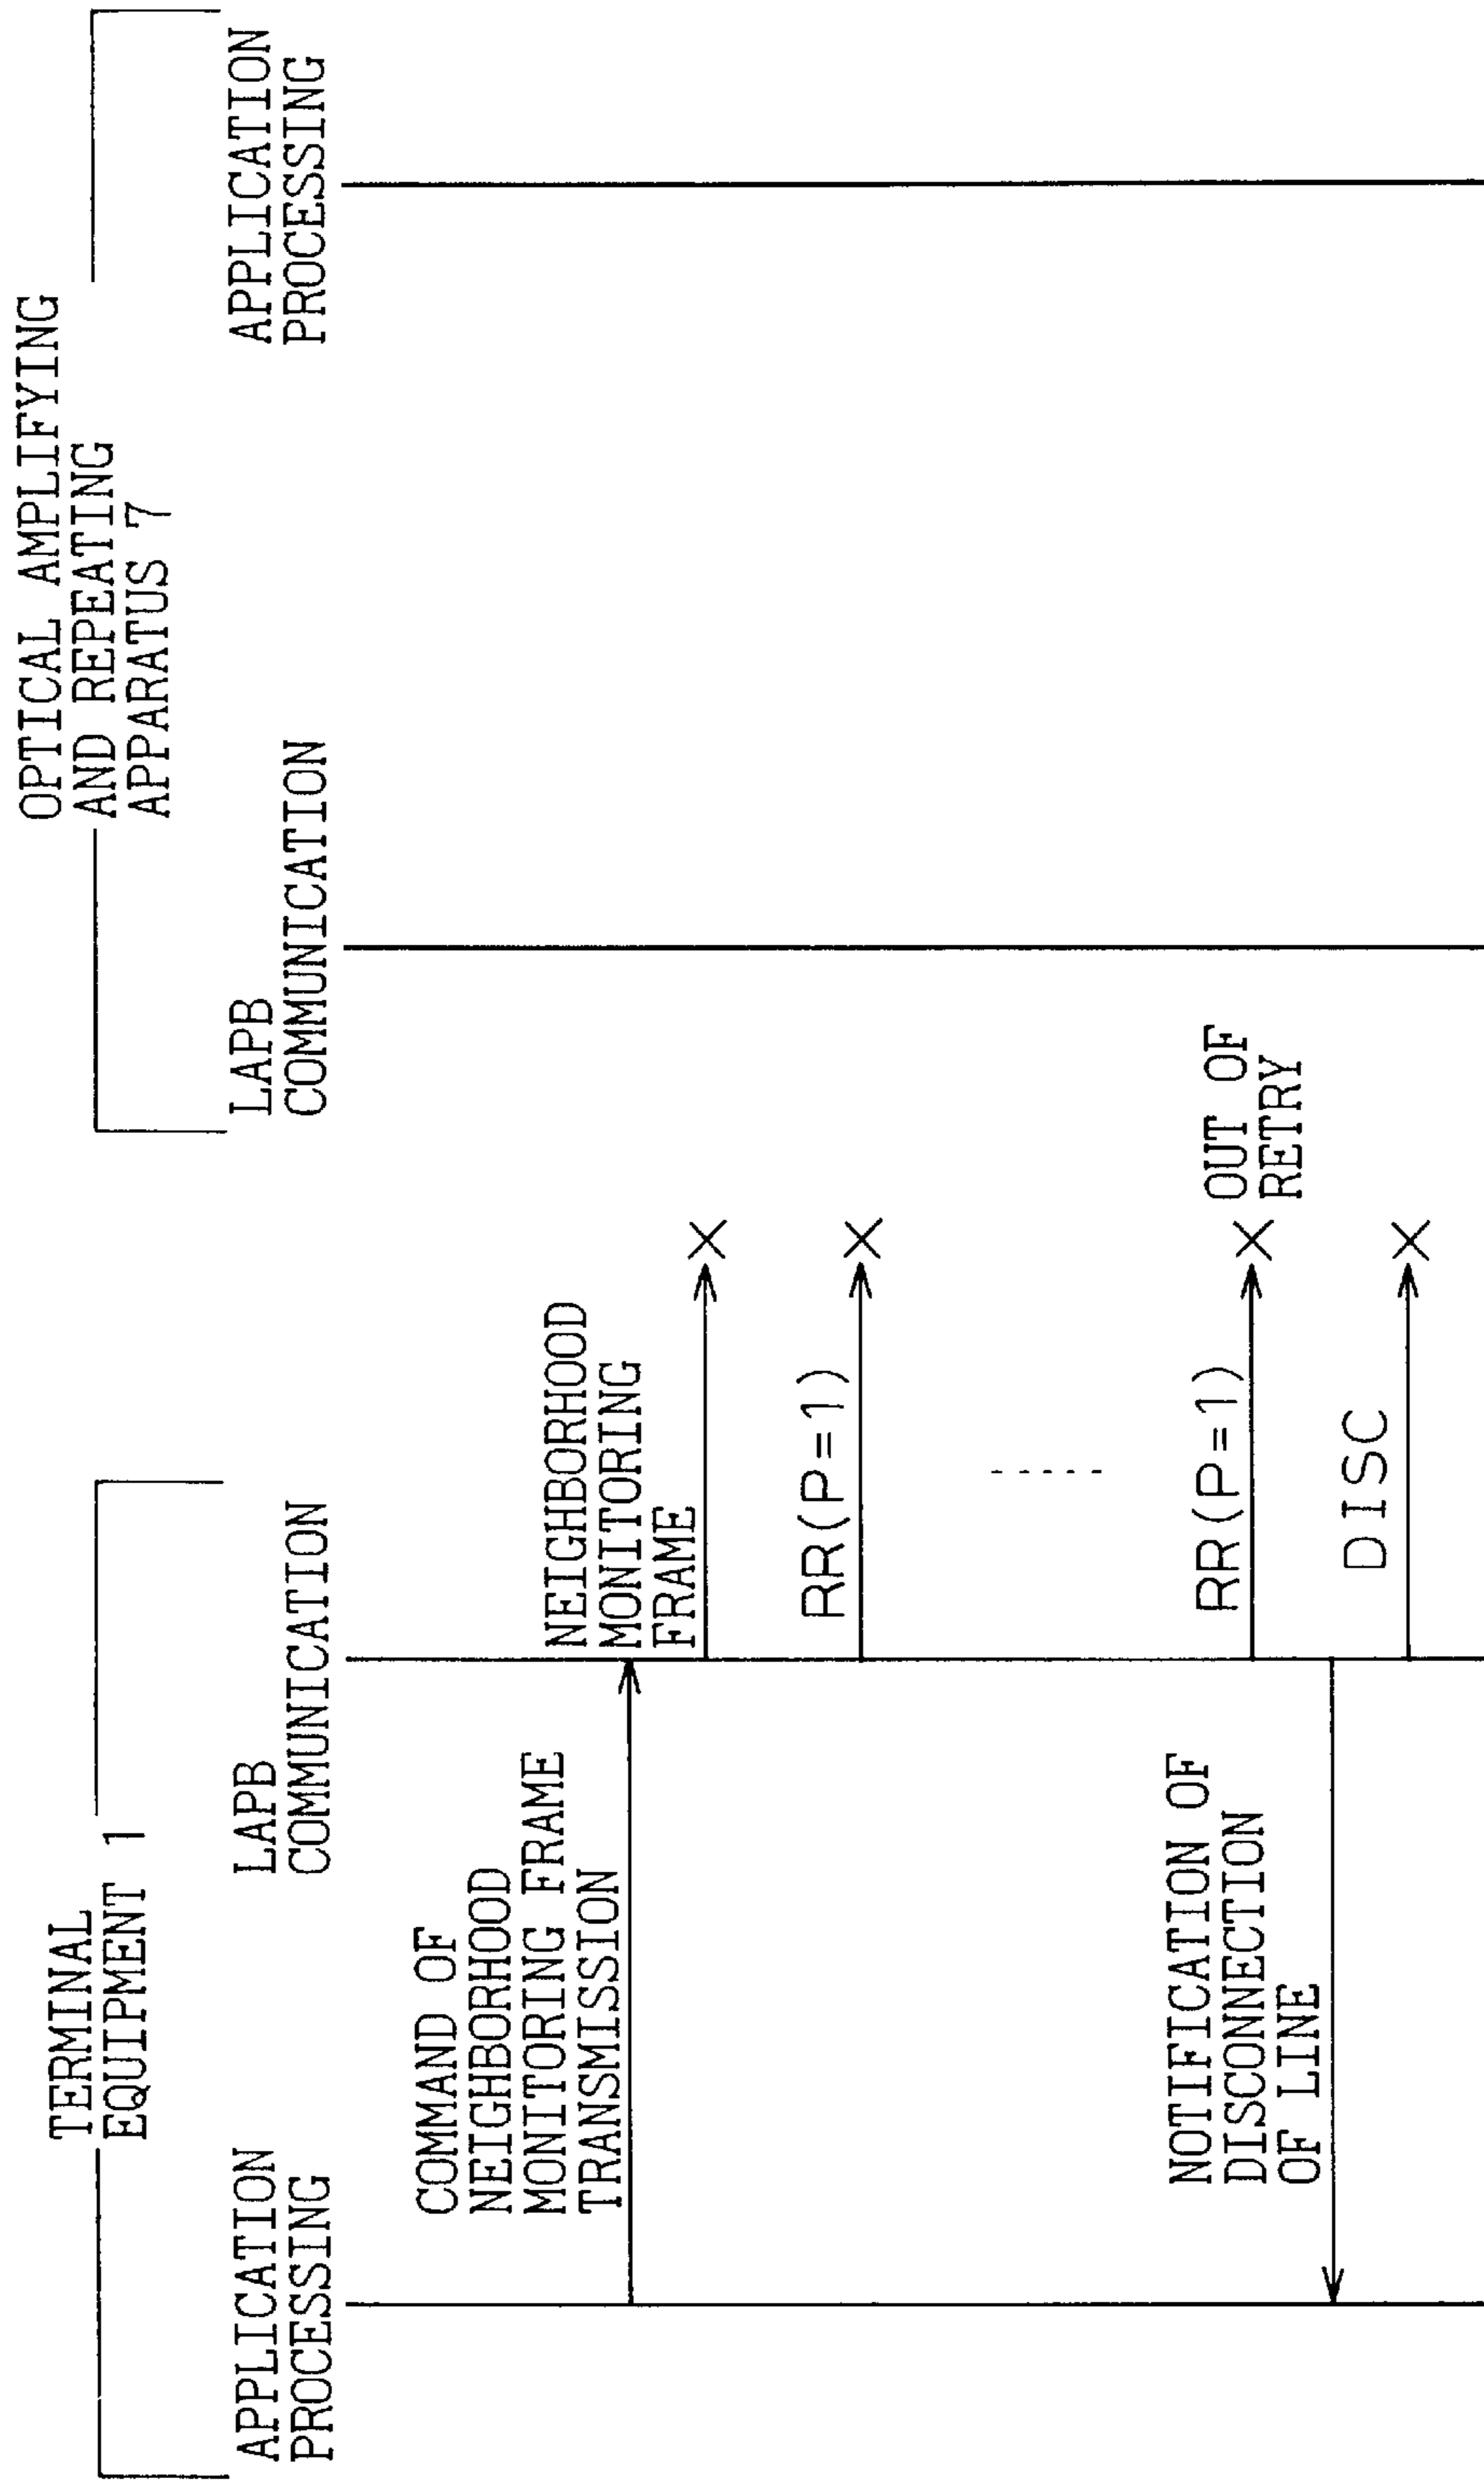 TERMINAL
EQUIPMENT 1
OPTICAL AMPLIFYING
AND REPEATING
APPARATUS 7
APPLICATION
PROCESSING
LAPB
COMMUNICATION
LAPB
COMMUNICATION
APPLICATION
PROCESSING
COMMAND OF
NEIGHBORHOOD
MONITORING FRAME
TRANSMISSION
NEIGHBORHOOD
MONITORING
FRAME
RR(P=1)
RR(P=1)
OUT OF
RETRY
NOTIFICATION OF
DISCONNECTION
OF LINE
DISC